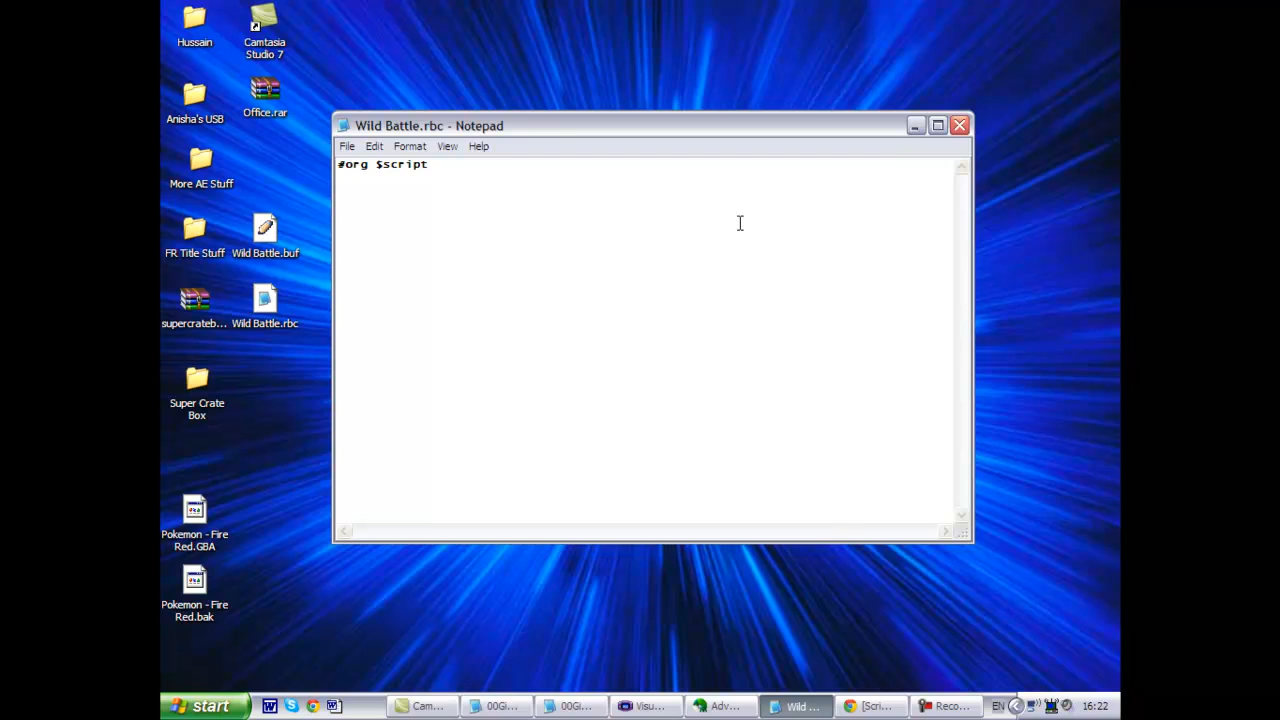 Hussain
Camtasia
Studio 7
Anisha's USB
Office.rar
More AE Stuff
FR Title Stuff
Wild Battle.buf
supercrateb...
Wild Battle.rbc
Super Crate
Box
Pokemon - Fire
Red.GBA
Pokemon - Fire
Red.bak
Wild Battle.rbc - Notepad
File Edit Format View Help
#org $script
start
Cam...
00Gi...
00Gi...
Visu...
Adv...
Wild ...
[Scri...
Reco...
EN
16:22